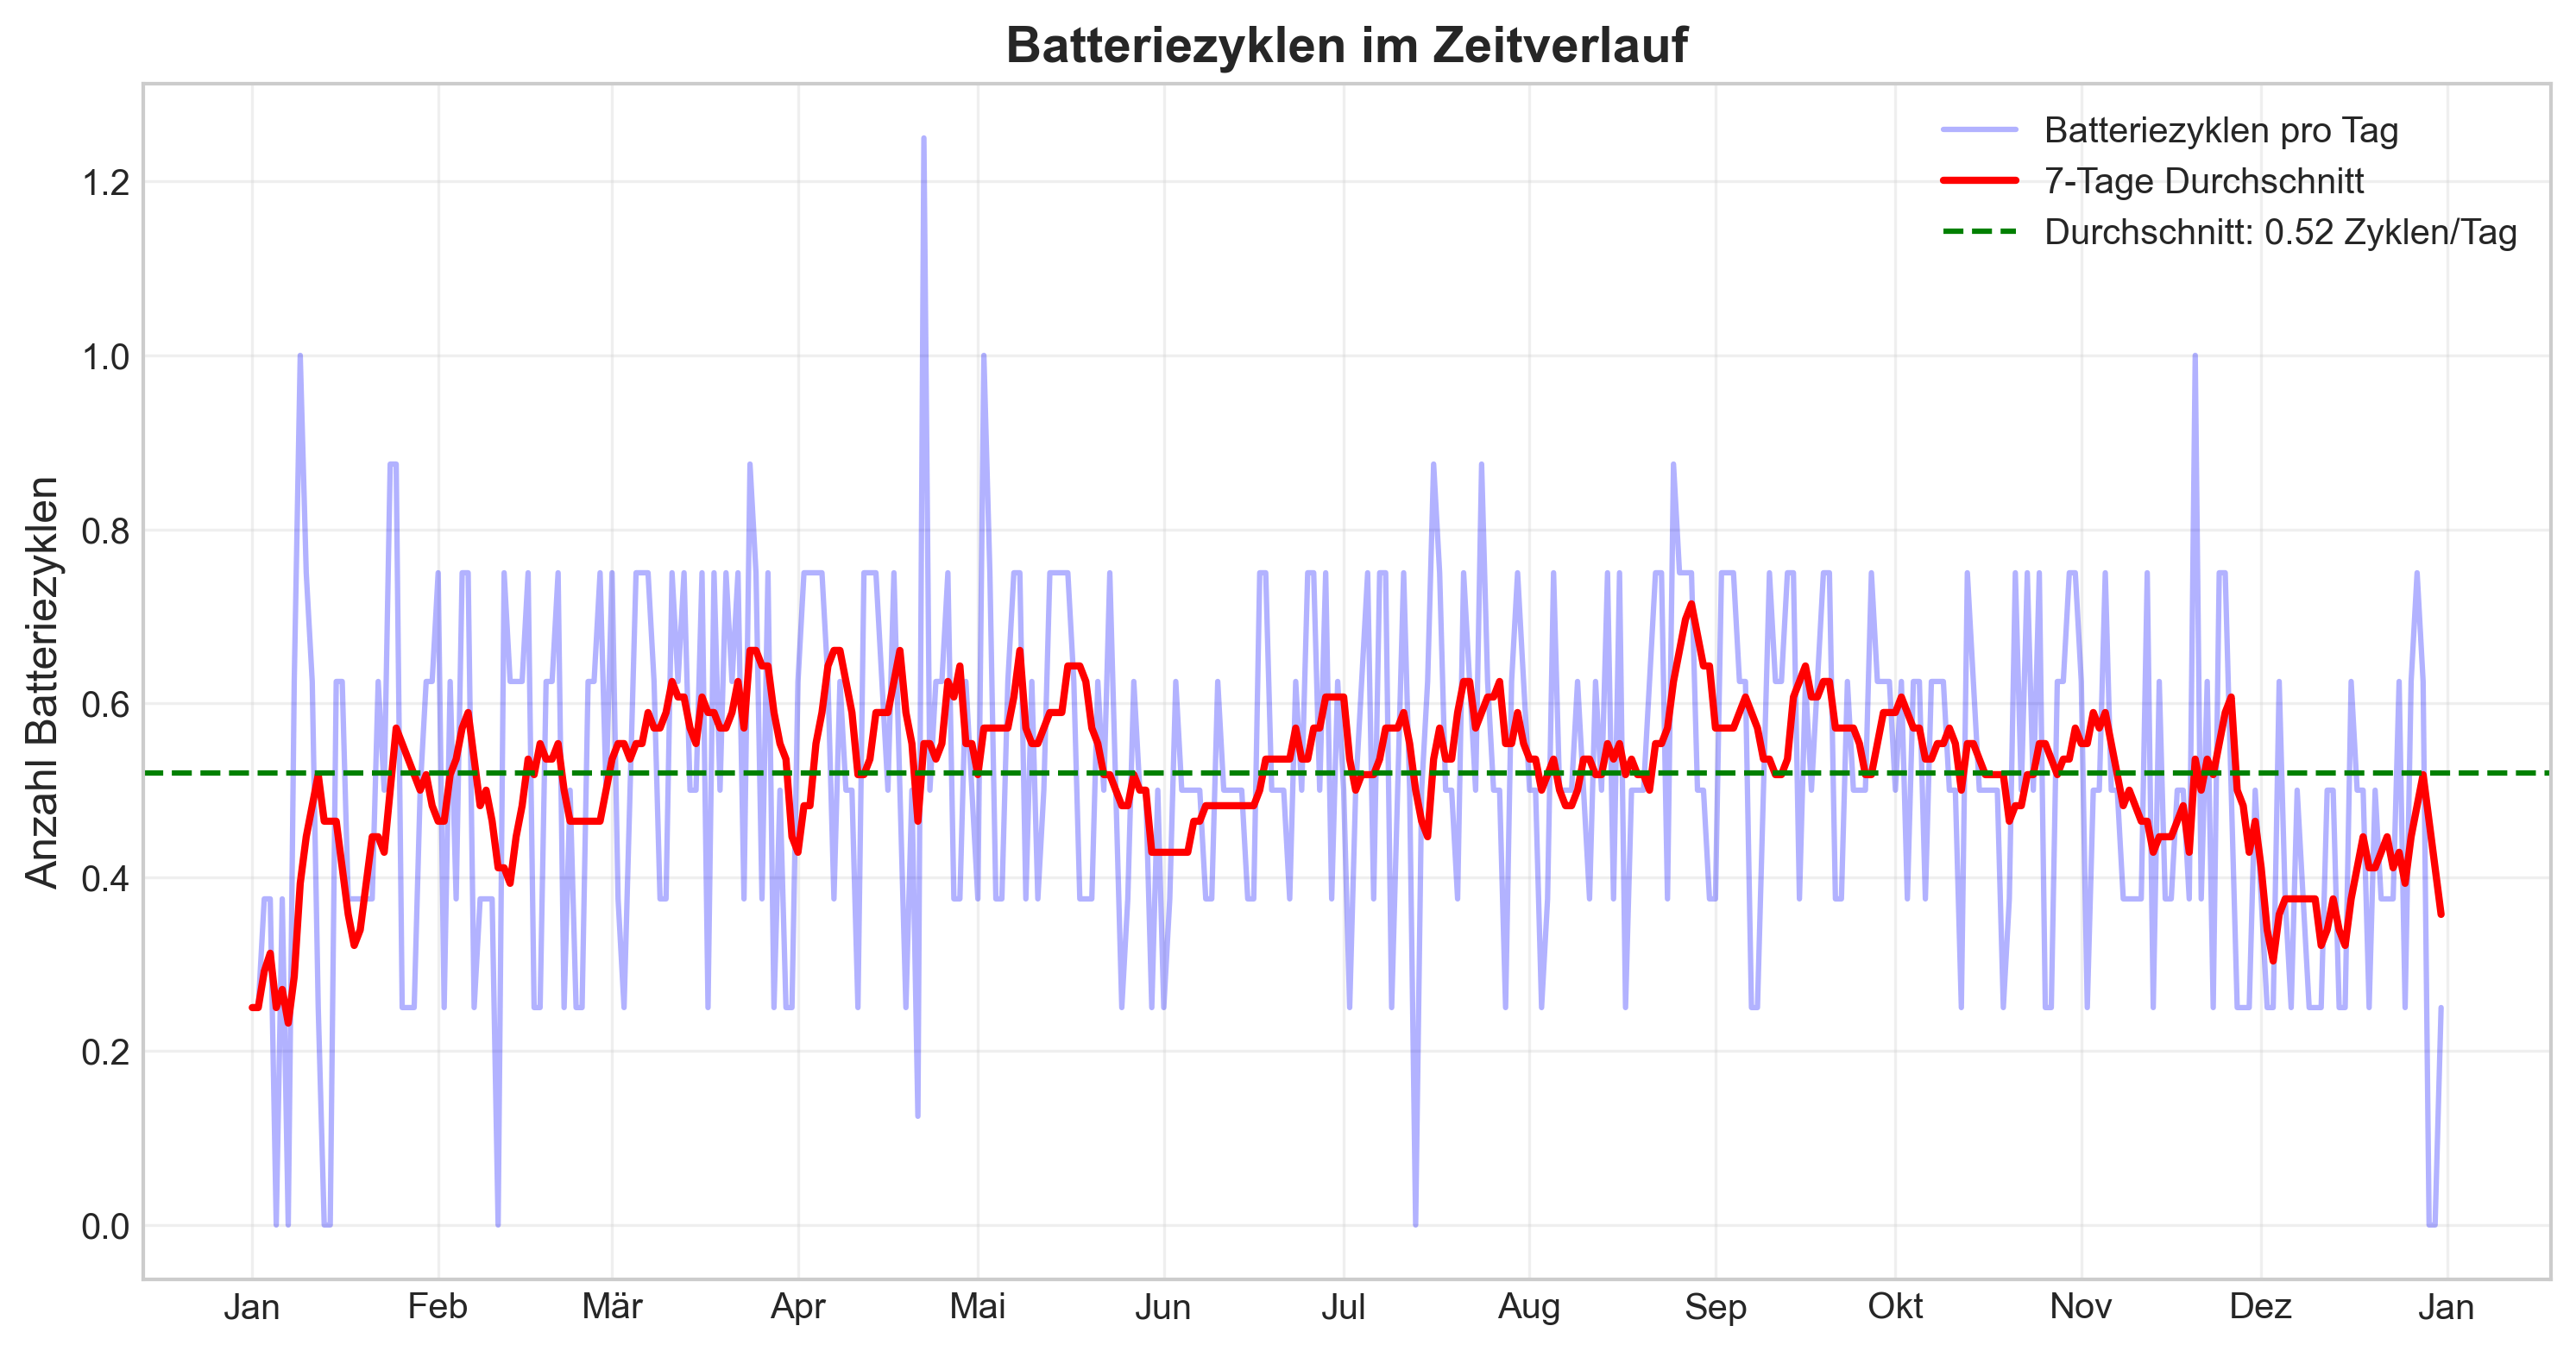 Batteriezyklen im Zeitverlauf
Batteriezyklen pro Tag
7-Tage Durchschnitt
Durchschnitt: 0.52 Zyklen/Tag
Anzahl Batteriezyklen
1.2
1.0
0.8
0.6
0.4
0.2
0.0
Jan Feb Mär Apr Mai Jun Jul Aug Sep Okt Nov Dez Jan